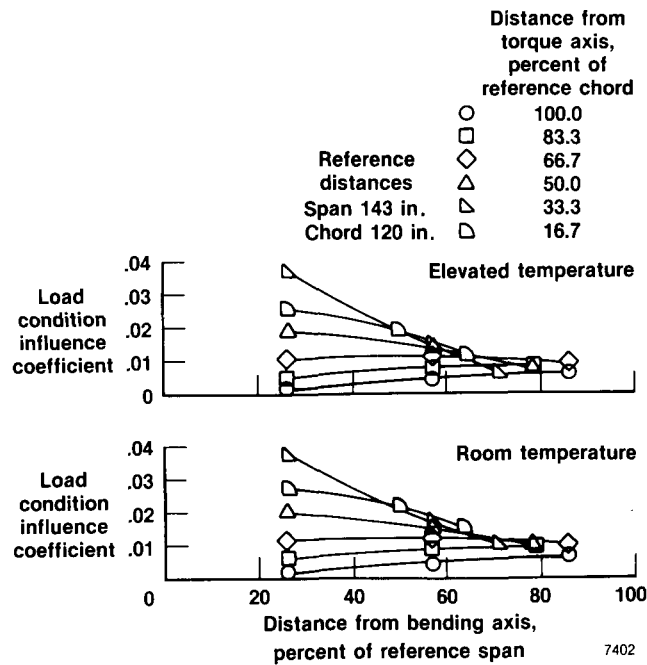 Distance from
torque axis,
percent of
reference chord
100.0
83.3
Reference 66.7
distances 50.0
Span 143 in. 33.3
Chord 120 in. 16.7
Elevated temperature
Load
condition
influence
coefficient
.04
.03
.02
.01
0
Room temperature
Load
condition
influence
coefficient
.04
.03
.02
.01
0 20 40 60 80 100
Distance from bending axis,
percent of reference span
7402